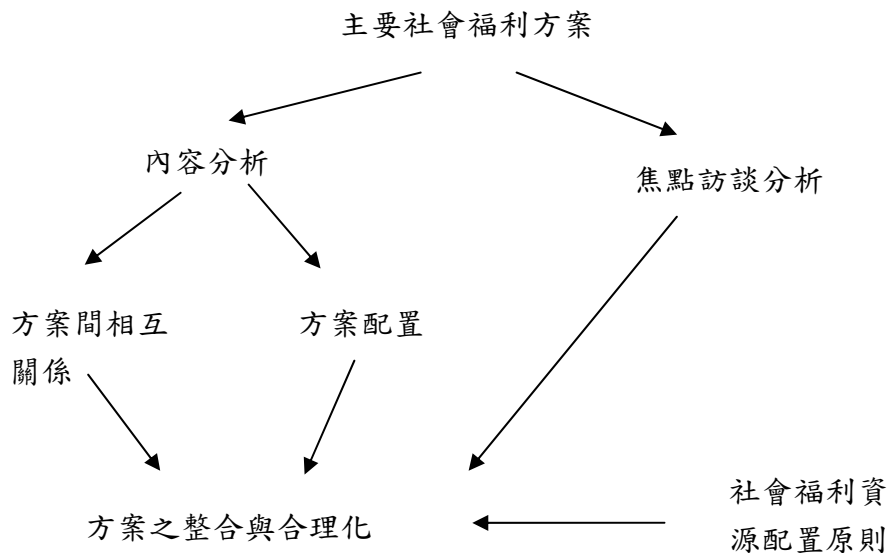 主要社會福利方案
內容分析
焦點訪談分析
方案間相互
關係
方案配置
方案之整合與合理化
社會福利資
源配置原則